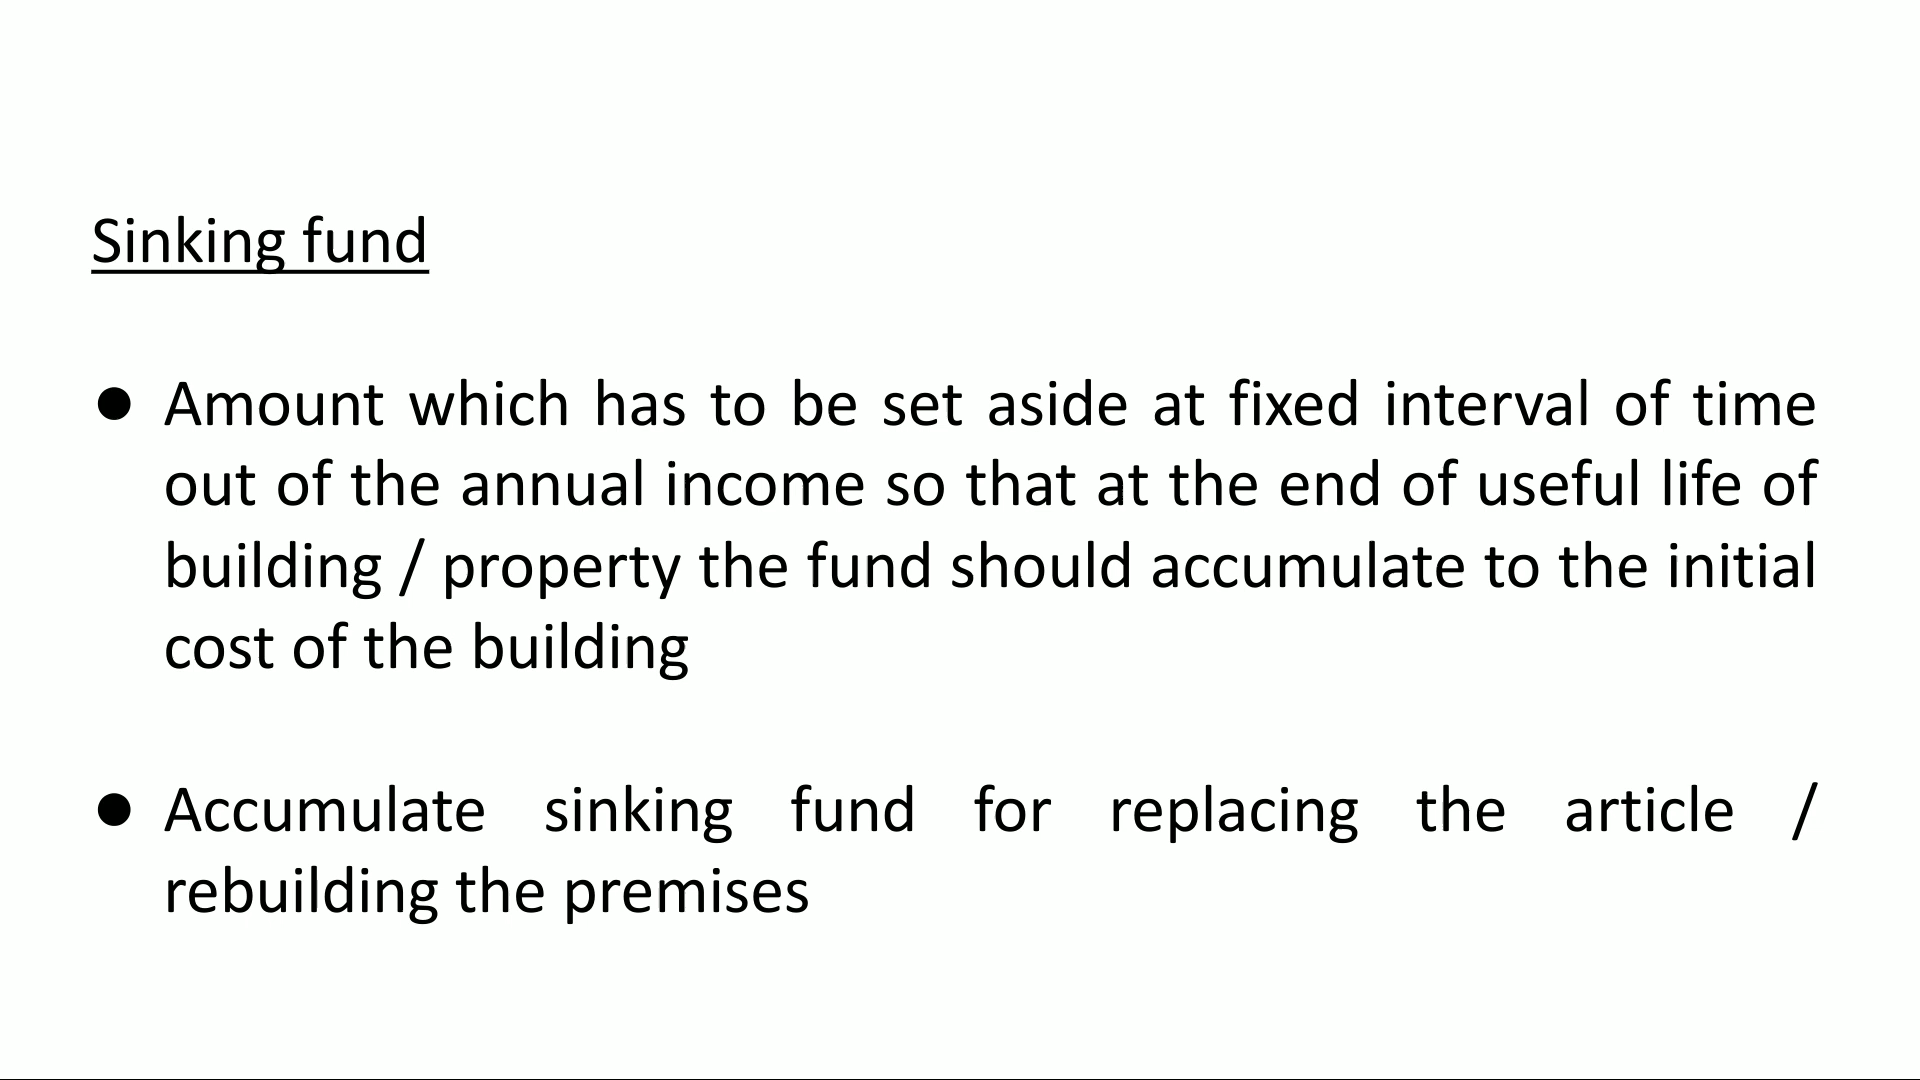 Sinking fund
● Amount which has to be set aside at fixed interval of time
out of the annual income so that at the end of useful life of
building / property the fund should accumulate to the initial
cost of the building
● Accumulate sinking fund for replacing the article /
rebuilding the premises